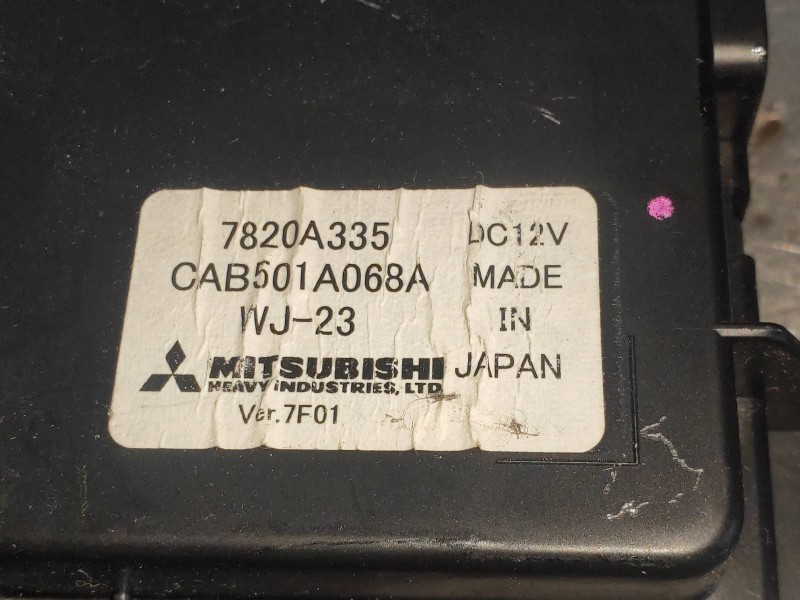 7820A335 DC12V
CAB501A068A MADE
WJ-23 IN
MITSUBISHI JAPAN
HEAVY INDUSTRIES, LTD.
Ver.7F01